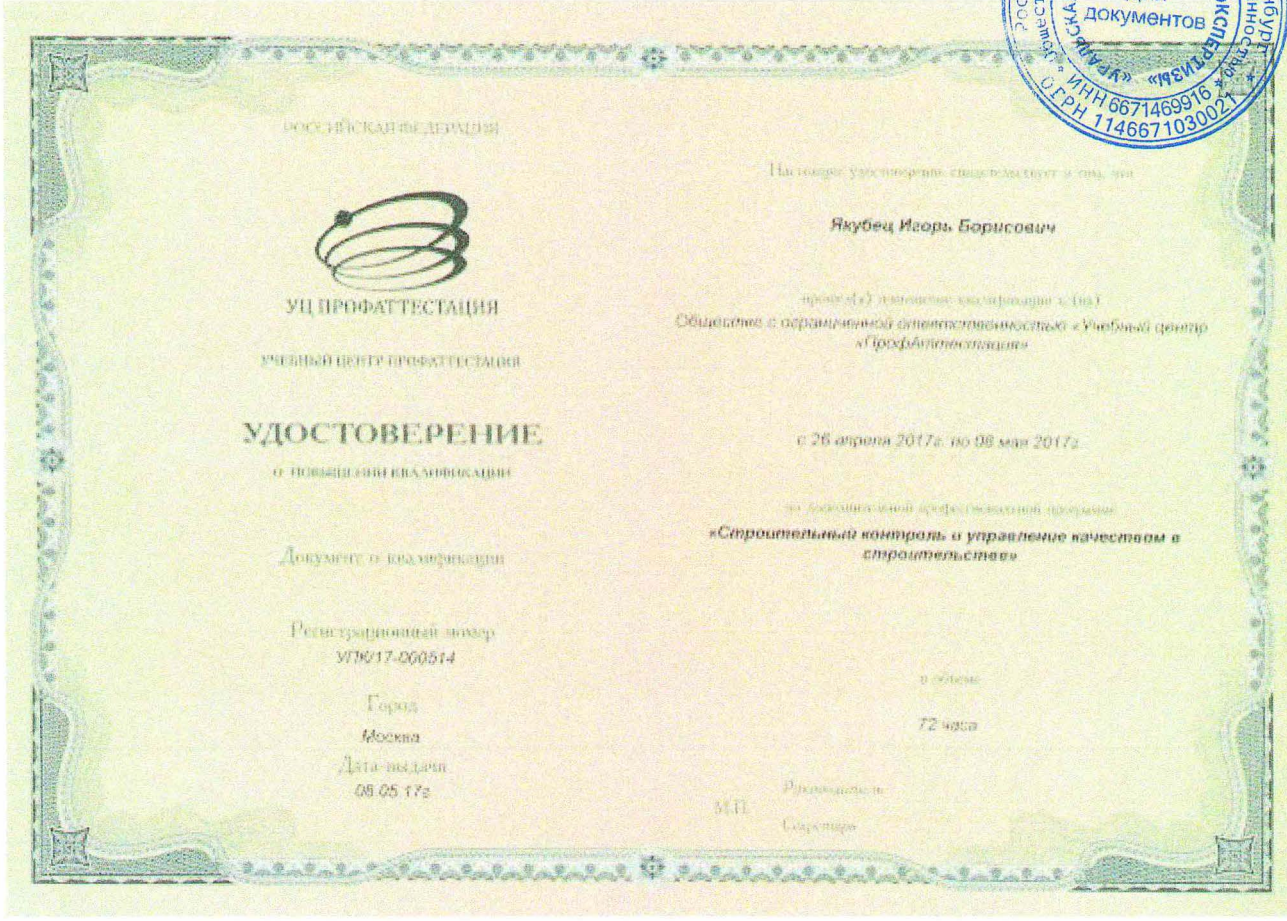 РОССИЙСКАЯ ФЕДЕРАЦИЯ
УЦ ПРОФАТТЕСТАЦИЯ
УЧЕБНЫЙ ЦЕНТР ПРОФАТТЕСТАЦИЯ
УДОСТОВЕРЕНИЕ
О ПОВЫШЕНИИ КВАЛИФИКАЦИИ
Документ о квалификации
Регистрационный номер
УПК/17-000514
Город
Москва
Дата выдачи
08.05.17г.
Настоящее удостоверение свидетельствует о том, что
Якубец Игорь Борисович
прошел(а) повышение квалификации в (на)
Общество с ограниченной ответственностью «Учебный центр
«ПрофАттестация»
с 26 апреля 2017г. по 08 мая 2017г.
по дополнительной профессиональной программе
«Строительный контроль и управление качеством в
строительстве»
в объеме
72 часа
М.П.
Руководитель
Секретарь
документов
ИНН 6671469916
ОГРН 1146671030021